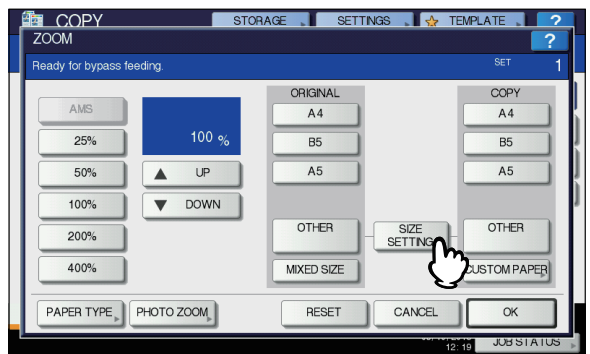 COPY STORAGE SETTINGS TEMPLATE ?
ZOOM ?
Ready for bypass feeding. SET 1
ORIGINAL COPY
AMS A4 A4
25% 100 % B5 B5
50% UP A5 A5
100% DOWN
200% OTHER SIZE SETTING OTHER
400% MIXED SIZE CUSTOM PAPER
PAPER TYPE PHOTO ZOOM RESET CANCEL OK
12:19 JOB STATUS